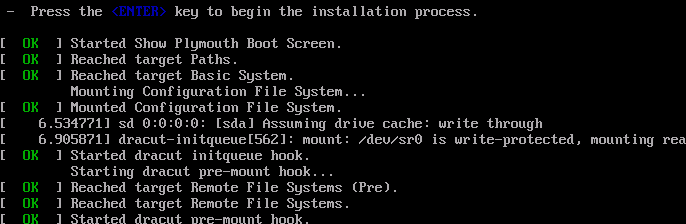 - Press the <ENTER> key to begin the installation process.
[ OK ] Started Show Plymouth Boot Screen.
[ OK ] Reached target Paths.
[ OK ] Reached target Basic System.
Mounting Configuration File System...
[ OK ] Mounted Configuration File System.
[ 6.534771] sd 0:0:0:0: [sda] Assuming drive cache: write through
[ 6.905871] dracut-initqueue[562]: mount: /dev/sr0 is write-protected, mounting rea
[ OK ] Started dracut initqueue hook.
Starting dracut pre-mount hook...
[ OK ] Reached target Remote File Systems (Pre).
[ OK ] Reached target Remote File Systems.
[ OK ] Started dracut pre-mount hook.